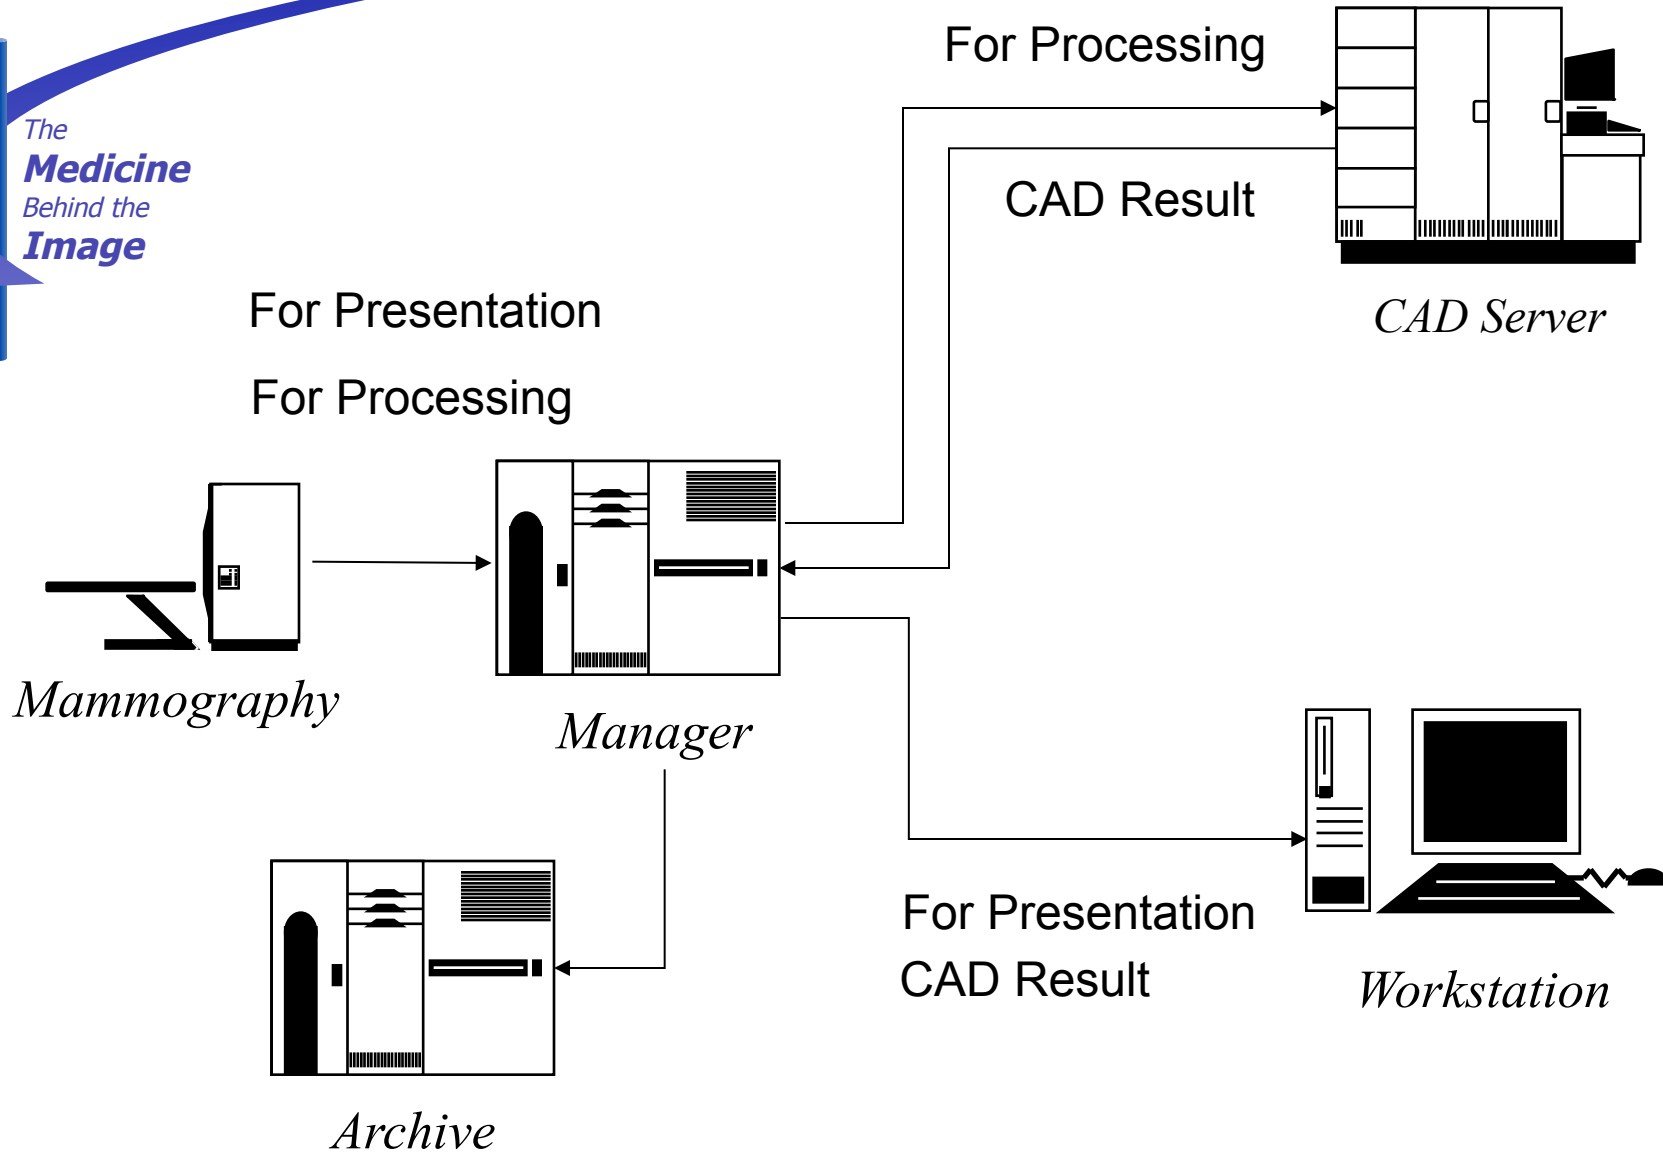 The
Medicine
Behind the
Image
For Processing
CAD Result
CAD Server
For Presentation
For Processing
Mammography
Manager
For Presentation
CAD Result
Workstation
Archive